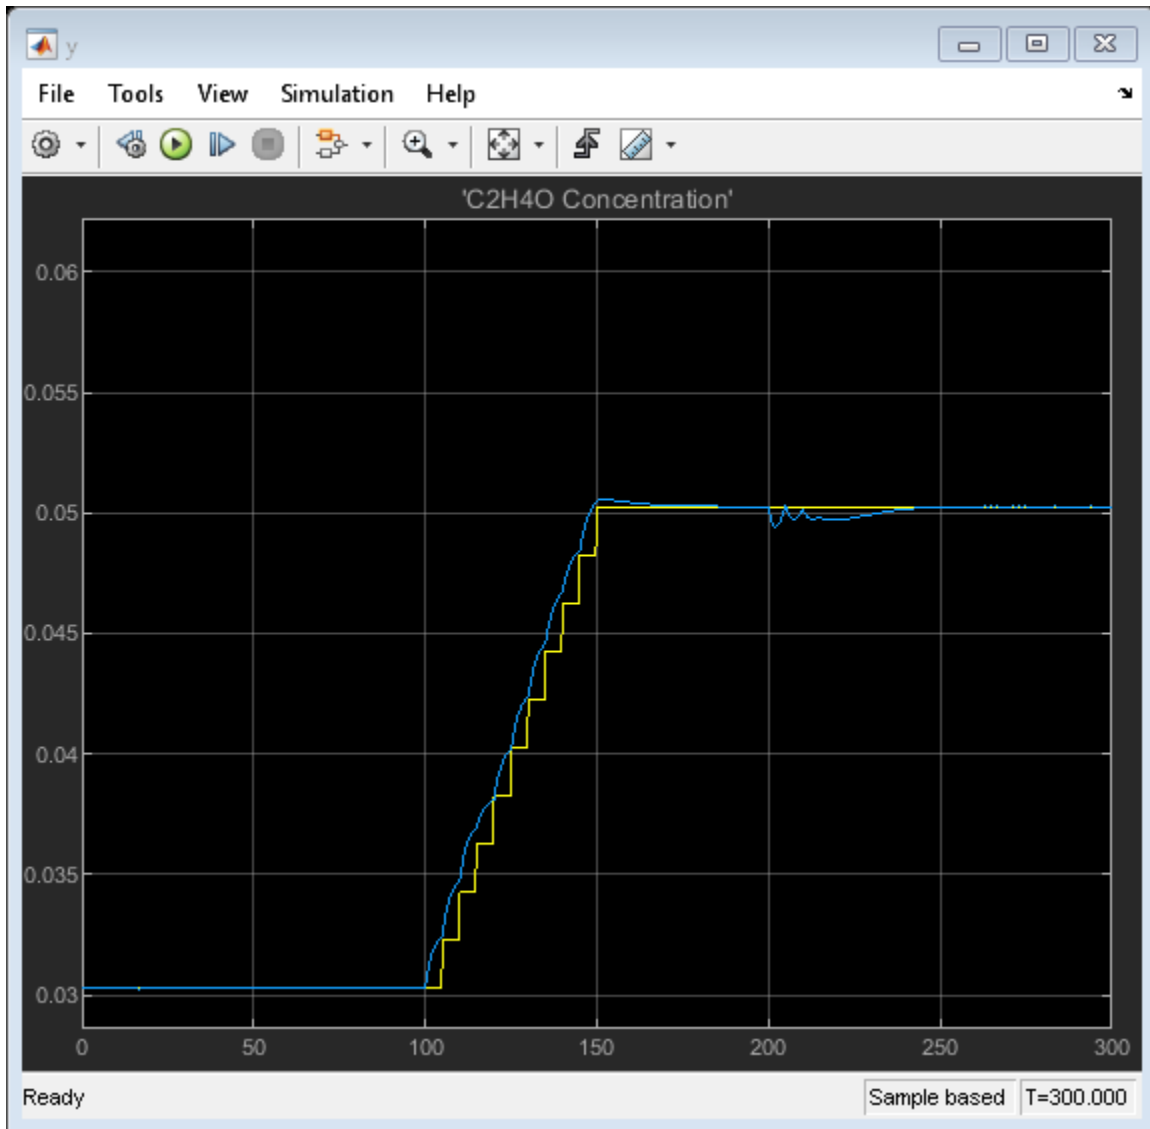 y
File Tools View Simulation Help
'C2H4O Concentration'
0.06
0.055
0.05
0.045
0.04
0.035
0.03
0 50 100 150 200 250 300
Ready Sample based T=300.000